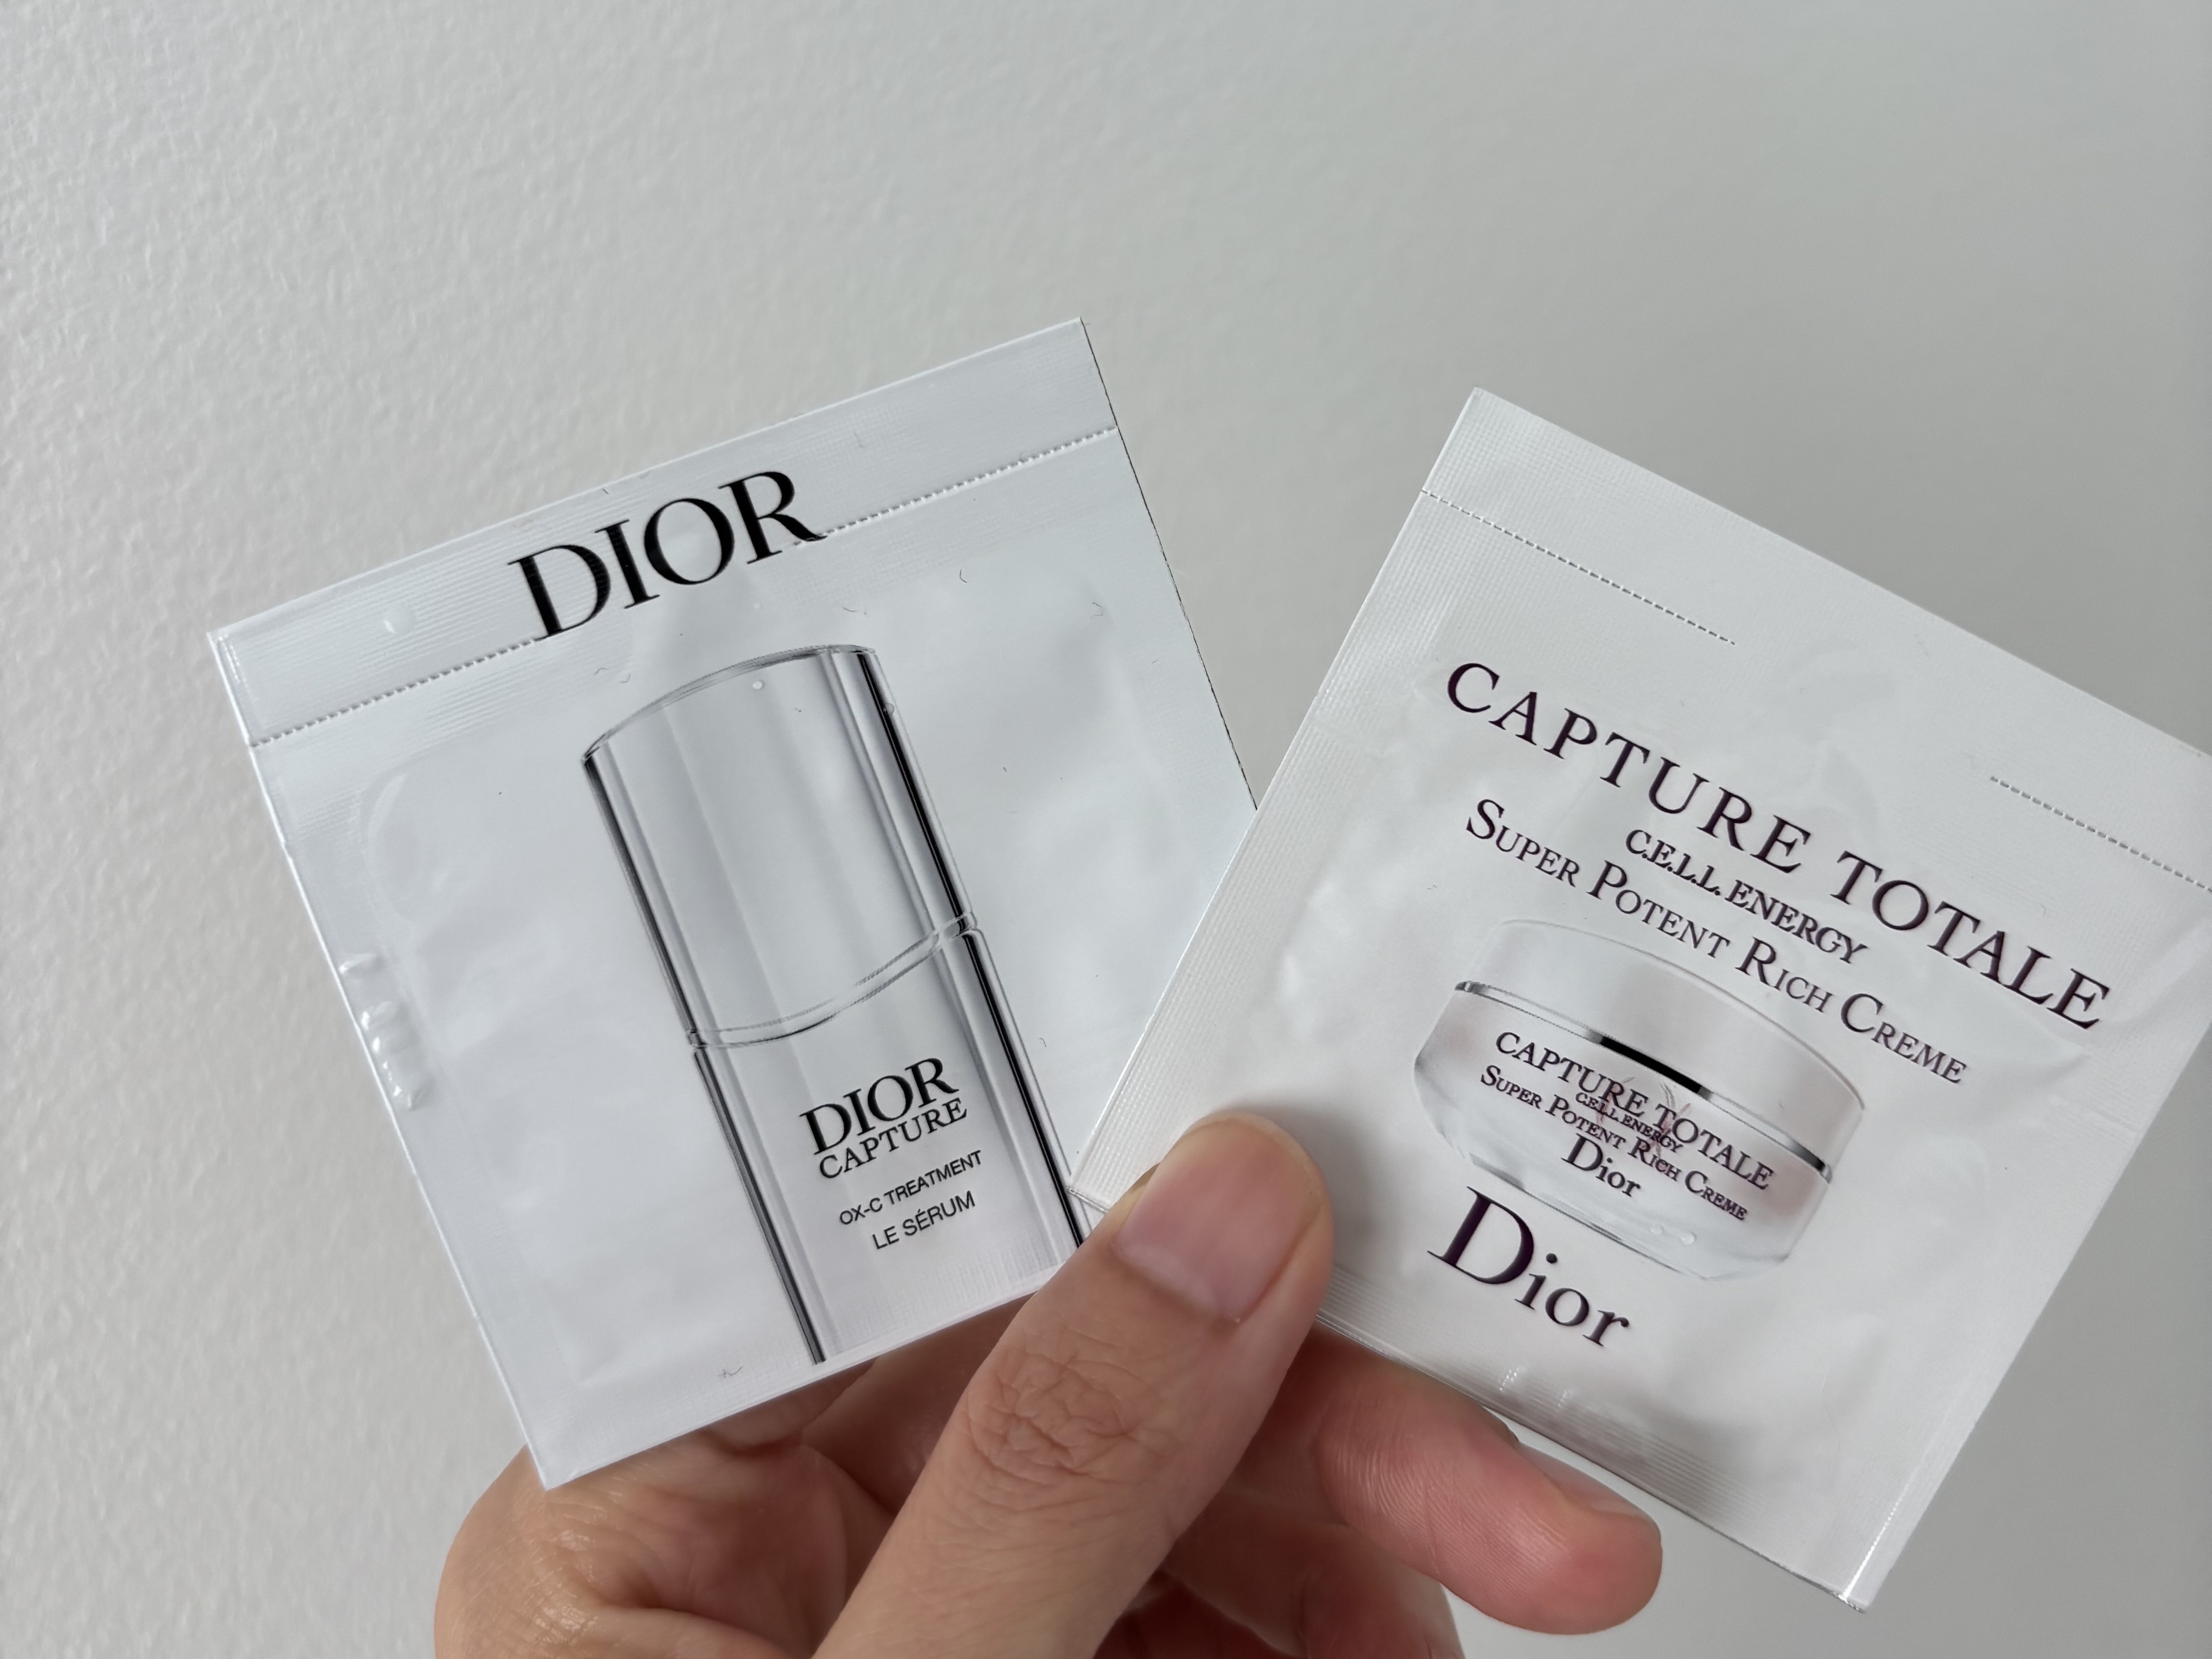 DIOR
DIOR
CAPTURE
OX-C TREATMENT
LE SÉRUM
CAPTURE TOTALE
C.E.L.L. ENERGY
SUPER POTENT RICH CREME
CAPTURE TOTALE
C.E.L.L. ENERGY
SUPER POTENT RICH CREME
Dior
Dior